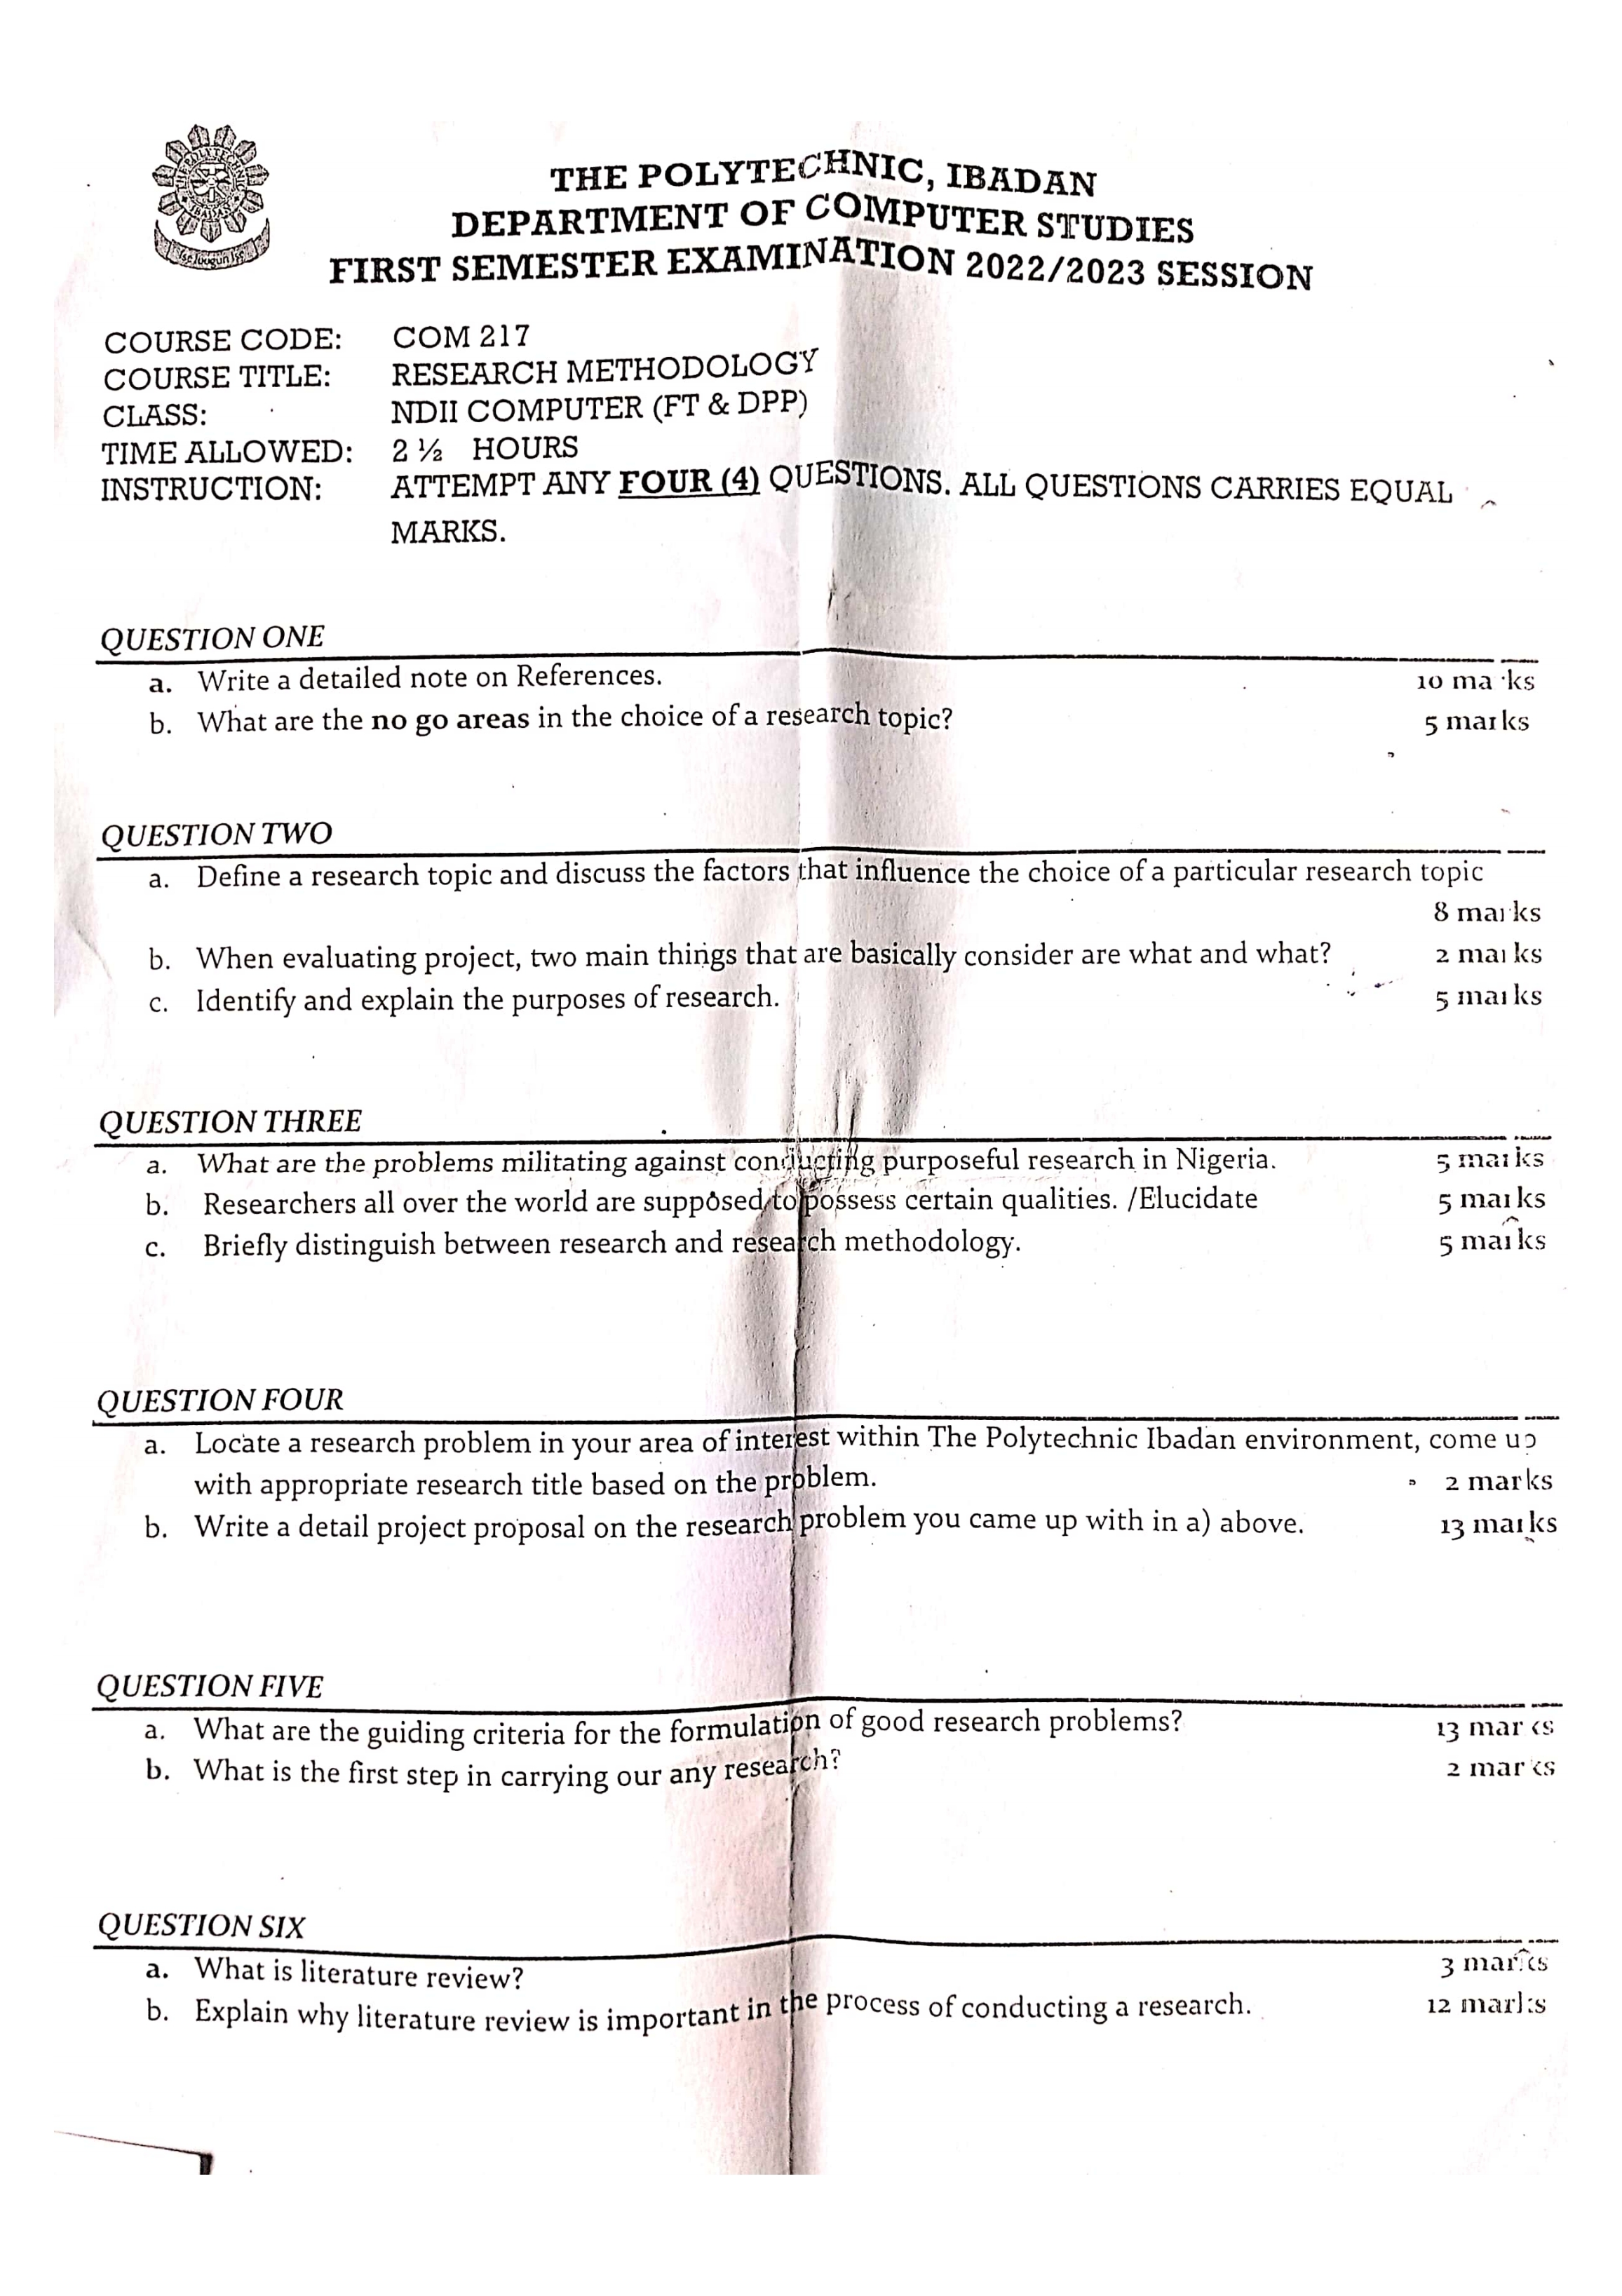 POLYTECHNIC
IBADAN
Ise loogun Ise
THE POLYTECHNIC, IBADAN
DEPARTMENT OF COMPUTER STUDIES
FIRST SEMESTER EXAMINATION 2022/2023 SESSION
COURSE CODE: COM 217
COURSE TITLE: RESEARCH METHODOLOGY
CLASS: NDII COMPUTER (FT & DPP)
TIME ALLOWED: 2 ½ HOURS
INSTRUCTION: ATTEMPT ANY FOUR (4) QUESTIONS. ALL QUESTIONS CARRIES EQUAL
MARKS.
QUESTION ONE
a. Write a detailed note on References. 10 marks
b. What are the no go areas in the choice of a research topic? 5 marks
QUESTION TWO
a. Define a research topic and discuss the factors that influence the choice of a particular research topic
8 marks
b. When evaluating project, two main things that are basically consider are what and what? 2 marks
c. Identify and explain the purposes of research. 5 marks
QUESTION THREE
a. What are the problems militating against conducting purposeful research in Nigeria. 5 marks
b. Researchers all over the world are supposed to possess certain qualities. /Elucidate 5 marks
c. Briefly distinguish between research and research methodology. 5 marks
QUESTION FOUR
a. Locate a research problem in your area of interest within The Polytechnic Ibadan environment, come up
with appropriate research title based on the problem. 2 marks
b. Write a detail project proposal on the research problem you came up with in a) above. 13 marks
QUESTION FIVE
a. What are the guiding criteria for the formulation of good research problems? 13 marks
b. What is the first step in carrying our any research? 2 marks
QUESTION SIX
a. What is literature review? 3 marks
b. Explain why literature review is important in the process of conducting a research. 12 marks